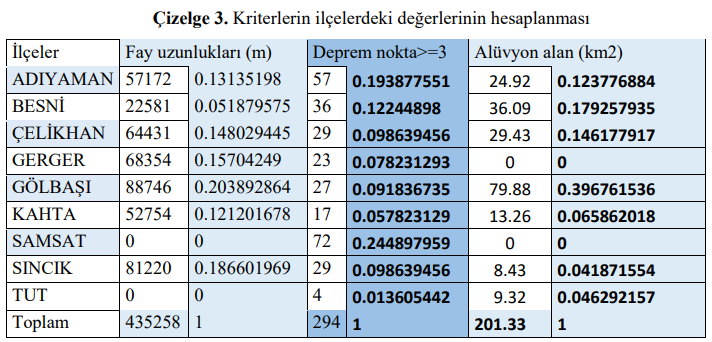 Çizelge 3. Kriterlerin ilçelerdeki değerlerinin hesaplanması
İlçeler Fay uzunlukları (m) Deprem nokta>=3 Alüvyon alan (km2)
ADIYAMAN 57172 0.13135198 57 0.193877551 24.92 0.123776884
BESNİ 22581 0.051879575 36 0.12244898 36.09 0.179257935
ÇELİKHAN 64431 0.148029445 29 0.098639456 29.43 0.146177917
GERGER 68354 0.15704249 23 0.078231293 0 0
GÖLBAŞI 88746 0.203892864 27 0.091836735 79.88 0.396761536
KAHTA 52754 0.121201678 17 0.057823129 13.26 0.065862018
SAMSAT 0 0 72 0.244897959 0 0
SINCIK 81220 0.186601969 29 0.098639456 8.43 0.041871554
TUT 0 0 4 0.013605442 9.32 0.046292157
Toplam 435258 1 294 1 201.33 1